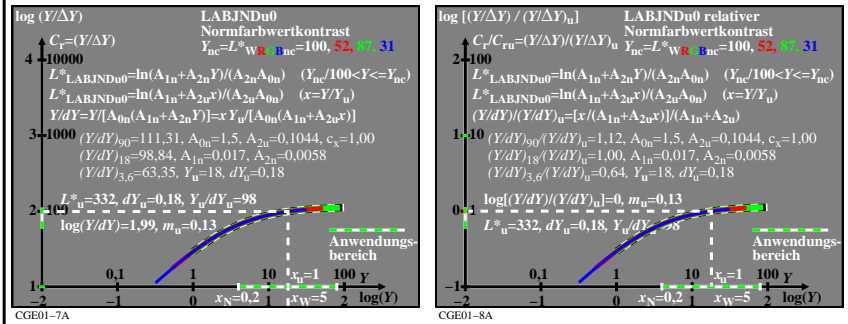 log (Y/ΔY)
LABJNDu0
Normfarbwertkontrast
Cr=(Y/ΔY)
Ync=L*WRGBnc=100, 52, 87, 31
4 10000
L*LABJNDu0=ln(A1n+A2nY)/(A2nA0n) (Ync/100<Y<=Ync)
L*LABJNDu0=ln(A1n+A2ux)/(A2uA0n) (x=Y/Yu)
Y/dY=Y/[A0n(A1n+A2nY)]=x Yu/[A0n(A1n+A2ux)]
3 1000
(Y/dY)90=111,31, A0n=1,5, A2u=0,1044, cx=1,00
(Y/dY)18=98,84, A1n=0,017, A2n=0,0058
(Y/dY)3,6=63,35, Yu=18, dYu=0,18
L*u=332, dYu=0,18, Yu/dYu=98
2 100
log(Y/dY)=1,99, mu=0,13
Anwendungs-
bereich
0,1 1 10 xu=1 100 Y
1
xN=0,2 xW=5
−2 −1 0 1 2 log(Y)
CGE01−7A
log [(Y/ΔY) / (Y/ΔY)u]
LABJNDu0 relativer
Normfarbwertkontrast
Cr/Cru=(Y/ΔY)/(Y/ΔY)u
Ync=L*WRGBnc=100, 52, 87, 31
2 100
L*LABJNDu0=ln(A1n+A2nY)/(A2nA0n) (Ync/100<Y<=Ync)
L*LABJNDu0=ln(A1n+A2ux)/(A2uA0n) (x=Y/Yu)
(Y/dY)/(Y/dY)u=[x/(A1n+A2ux)]/(A1n+A2u)
1 10
(Y/dY)90/(Y/dY)u=1,12, A0n=1,5, A2u=0,1044, cx=1,00
(Y/dY)18/(Y/dY)u=1,00, A1n=0,017, A2n=0,0058
(Y/dY)3,6/(Y/dY)u=0,64, Yu=18, dYu=0,18
log[(Y/dY)/(Y/dY)u]=0, mu=0,13
0 1
L*u=332, dYu=0,18, Yu/dYu=98
Anwendungs-
bereich
0,1 1 10 xu=1 100 Y
−1
xN=0,2 xW=5
−2 −1 0 1 2 log(Y)
CGE01−8A